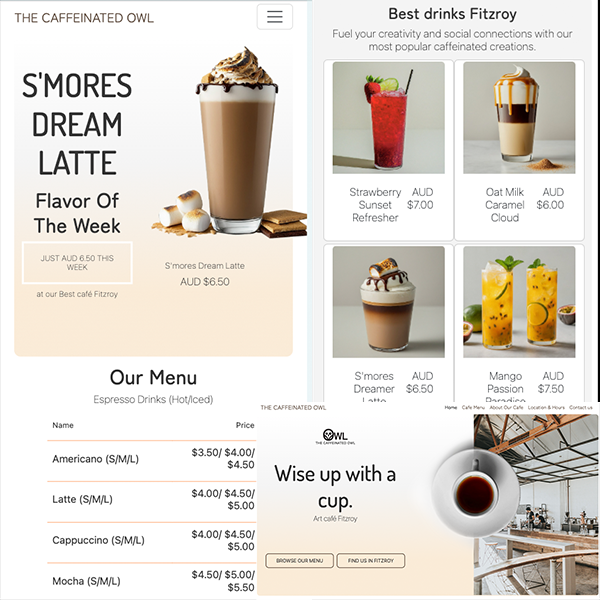 THE CAFFEINATED OWL
S'MORES
DREAM
LATTE
Flavor Of
The Week
JUST AUD 6.50 THIS
WEEK
at our Best café Fitzroy
S'mores Dream Latte
AUD $6.50
Our Menu
Espresso Drinks (Hot/Iced)
Name Price
Americano (S/M/L) $3.50/ $4.00/
$4.50
Latte (S/M/L) $4.00/ $4.50/
$5.00
Cappuccino (S/M/L) $4.00/ $4.50/
$5.00
Mocha (S/M/L) $4.50/ $5.00/
$5.50
Best drinks Fitzroy
Fuel your creativity and social connections with our
most popular caffeinated creations.
Strawberry AUD
Sunset $7.00
Refresher
Oat Milk AUD
Caramel $6.00
Cloud
S'mores AUD
Dreamer $6.50
Latte
Mango AUD
Passion $7.50
Paradise
THE CAFFEINATED OWL
Home Cafe Menu About Our Cafe Location & Hours Contact us
OWL
THE CAFFEINATED OWL
Wise up with a
cup.
Art café Fitzroy
BROWSE OUR MENU
FIND US IN FITZROY